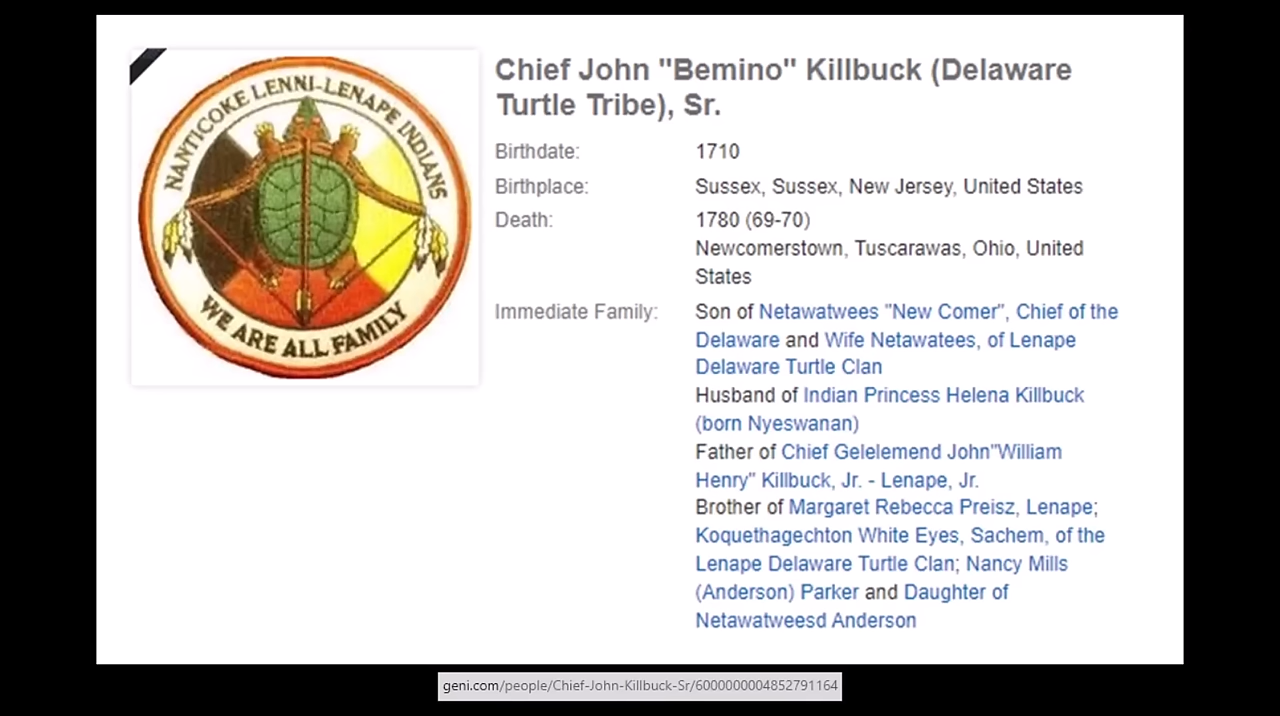 NANTICOKE LENNI-LENAPE INDIANS
WE ARE ALL FAMILY
Chief John "Bemino" Killbuck (Delaware
Turtle Tribe), Sr.
Birthdate: 1710
Birthplace: Sussex, Sussex, New Jersey, United States
Death: 1780 (69-70)
Newcomerstown, Tuscarawas, Ohio, United
States
Immediate Family: Son of Netawatwees "New Comer", Chief of the
Delaware and Wife Netawatees, of Lenape
Delaware Turtle Clan
Husband of Indian Princess Helena Killbuck
(born Nyeswanan)
Father of Chief Gelelemend John"William
Henry" Killbuck, Jr. - Lenape, Jr.
Brother of Margaret Rebecca Preisz, Lenape;
Koquethagechton White Eyes, Sachem, of the
Lenape Delaware Turtle Clan; Nancy Mills
(Anderson) Parker and Daughter of
Netawatweesd Anderson
geni.com/people/Chief-John-Killbuck-Sr/6000000004852791164